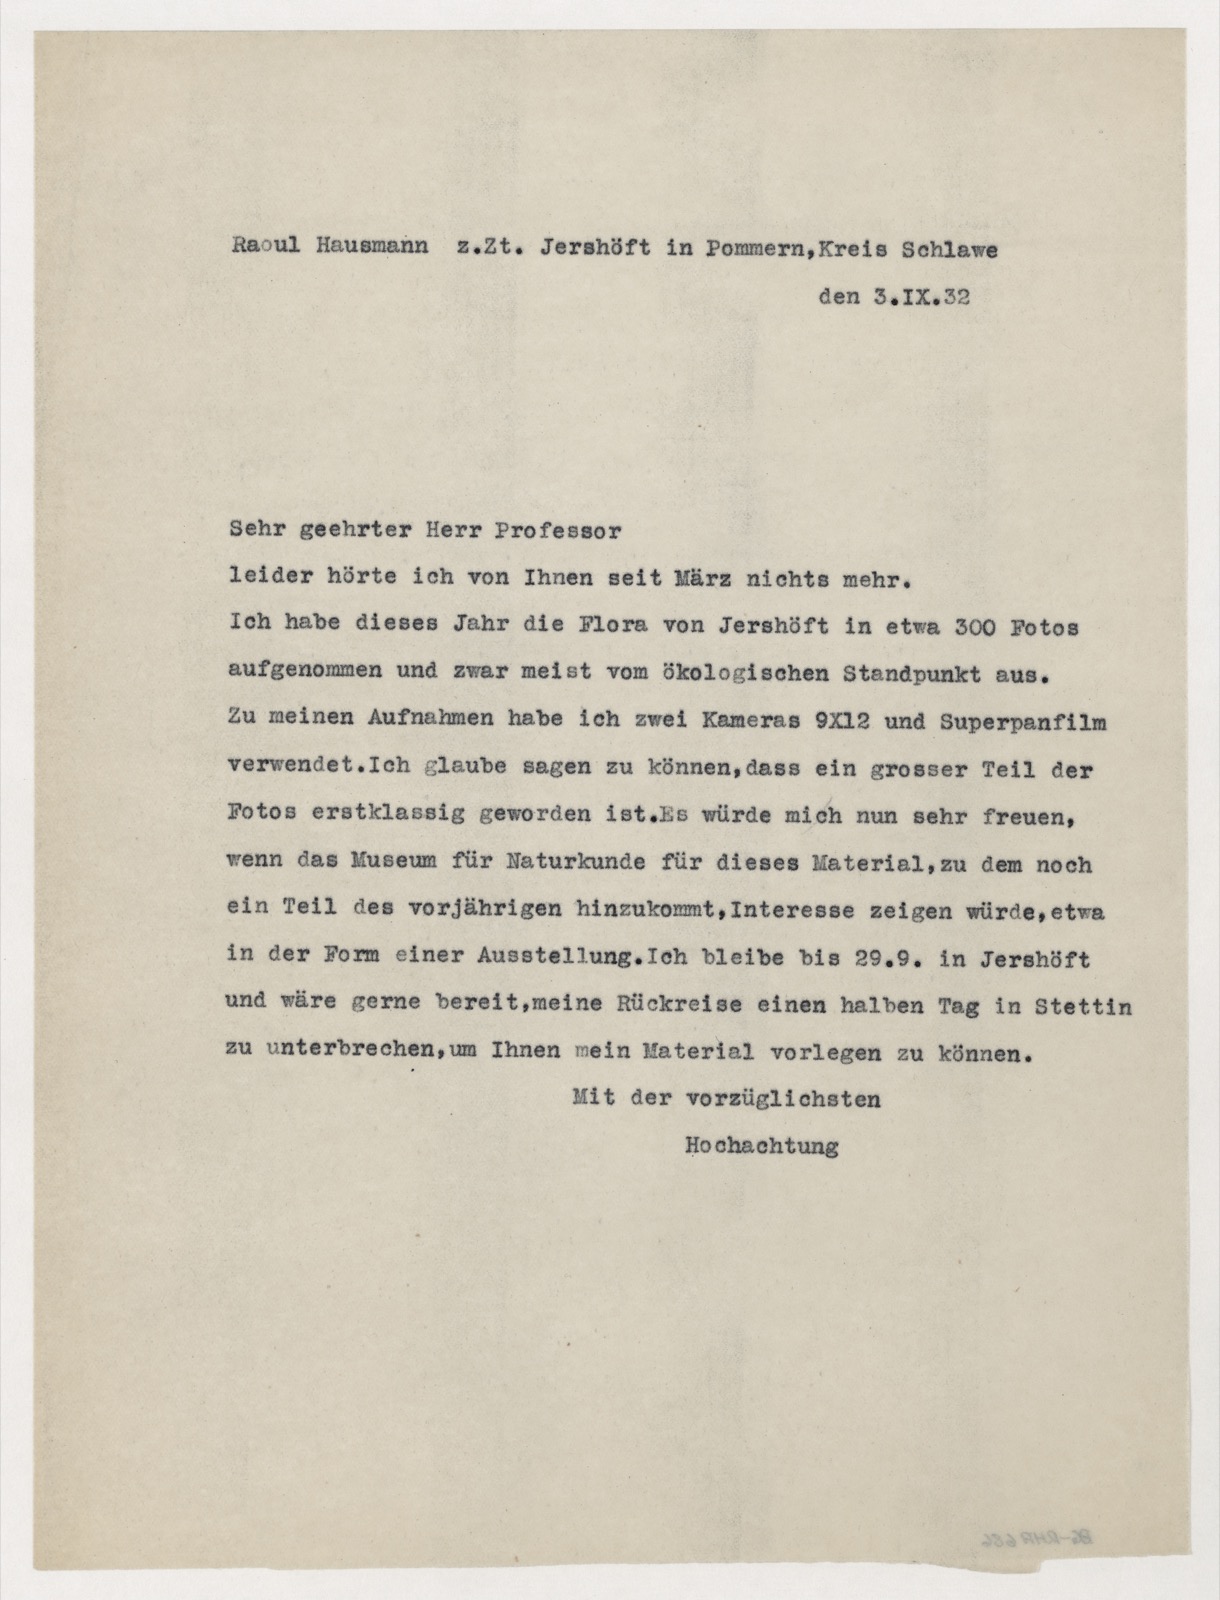 Raoul Hausmann  z.Zt. Jershöft in Pommern,Kreis Schlawe
den 3.IX.32
Sehr geehrter Herr Professor
leider hörte ich von Ihnen seit März nichts mehr.
Ich habe dieses Jahr die Flora von Jershöft in etwa 300 Fotos
aufgenommen und zwar meist vom ökologischen Standpunkt aus.
Zu meinen Aufnahmen habe ich zwei Kameras 9X12 und Superpanfilm
verwendet.Ich glaube sagen zu können,dass ein grosser Teil der
Fotos erstklassig geworden ist.Es würde mich nun sehr freuen,
wenn das Museum für Naturkunde für dieses Material,zu dem noch
ein Teil des vorjährigen hinzukommt,Interesse zeigen würde,etwa
in der Form einer Ausstellung.Ich bleibe bis 29.9. in Jershöft
und wäre gerne bereit,meine Rückreise einen halben Tag in Stettin
zu unterbrechen,um Ihnen mein Material vorlegen zu können.
Mit der vorzüglichsten
Hochachtung
BG-RHA 686